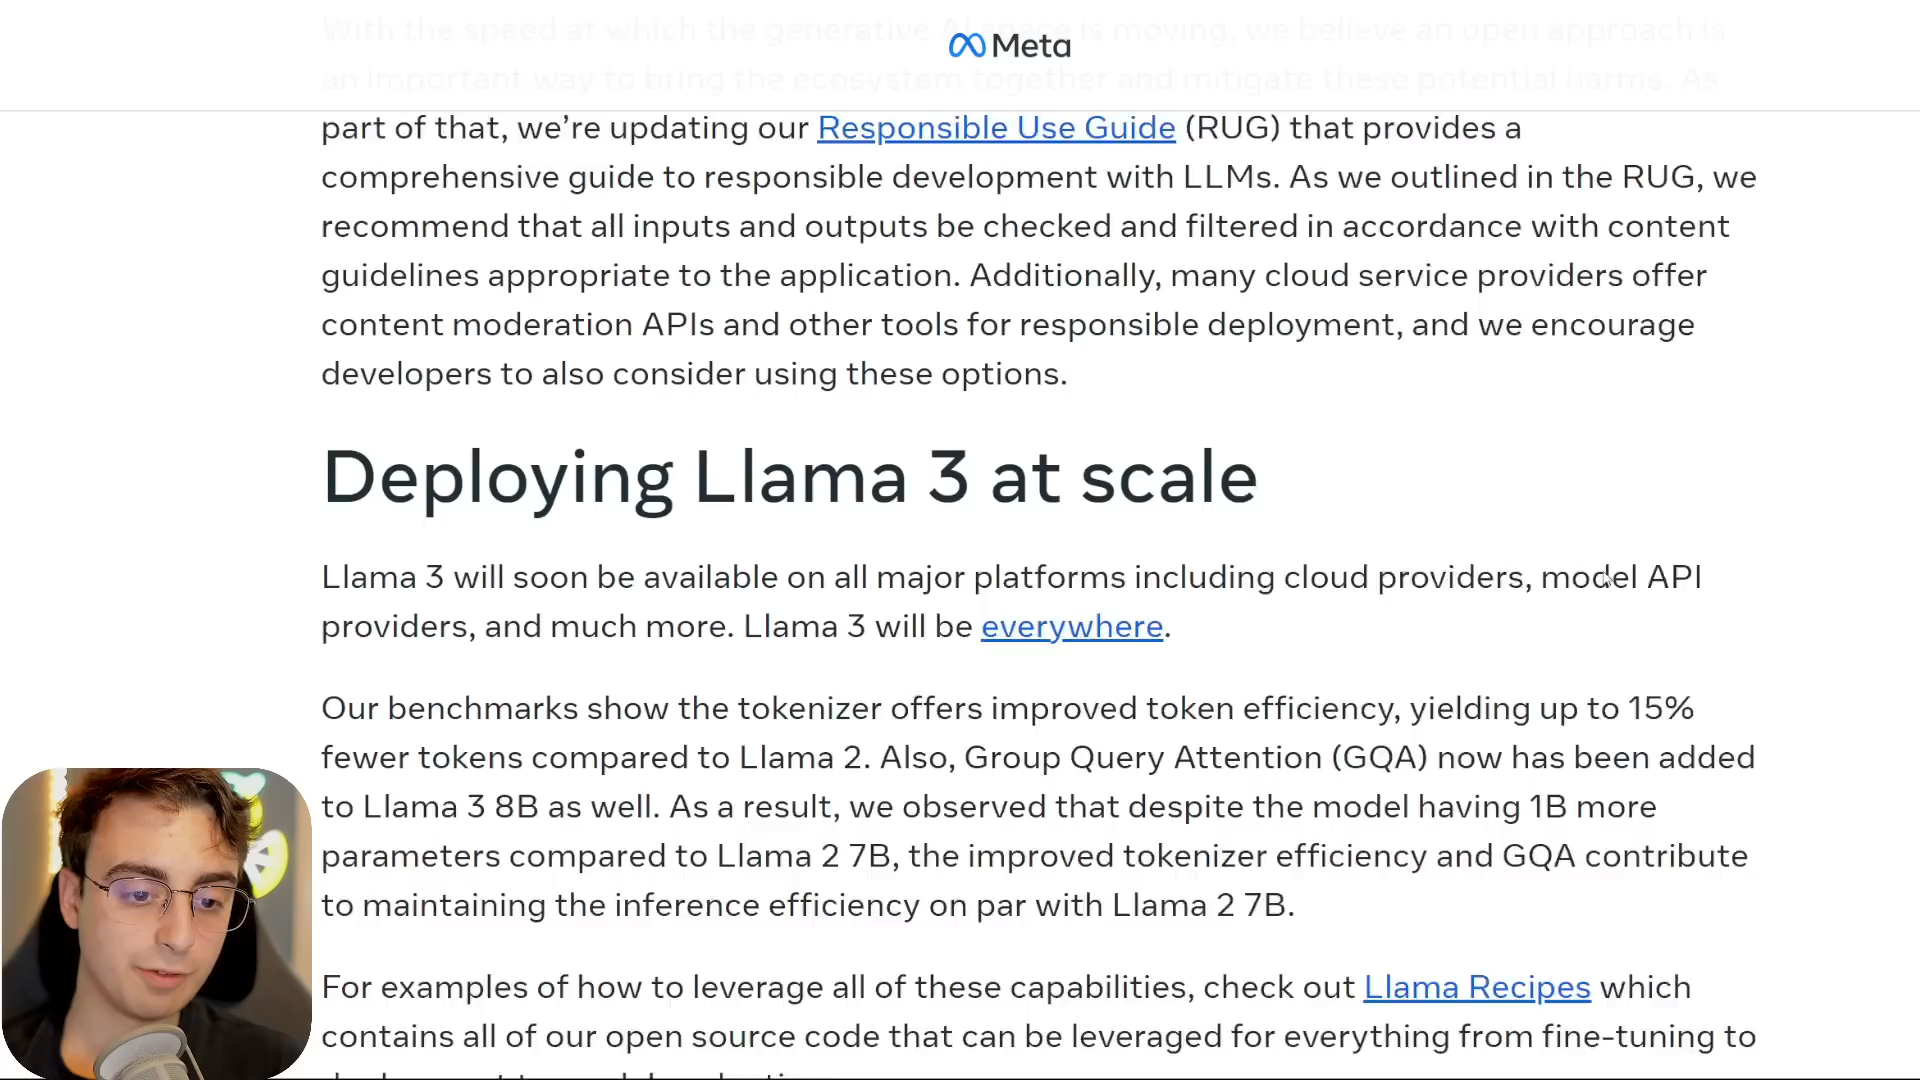 With the speed at which the generative AI space is moving, we believe an open approach is
Meta
an important way to bring the ecosystem together and mitigate these potential harms. As
part of that, we’re updating our Responsible Use Guide (RUG) that provides a
comprehensive guide to responsible development with LLMs. As we outlined in the RUG, we
recommend that all inputs and outputs be checked and filtered in accordance with content
guidelines appropriate to the application. Additionally, many cloud service providers offer
content moderation APIs and other tools for responsible deployment, and we encourage
developers to also consider using these options.
Deploying Llama 3 at scale
Llama 3 will soon be available on all major platforms including cloud providers, model API
providers, and much more. Llama 3 will be everywhere.
Our benchmarks show the tokenizer offers improved token efficiency, yielding up to 15%
fewer tokens compared to Llama 2. Also, Group Query Attention (GQA) now has been added
to Llama 3 8B as well. As a result, we observed that despite the model having 1B more
parameters compared to Llama 2 7B, the improved tokenizer efficiency and GQA contribute
to maintaining the inference efficiency on par with Llama 2 7B.
For examples of how to leverage all of these capabilities, check out Llama Recipes which
contains all of our open source code that can be leveraged for everything from fine-tuning to